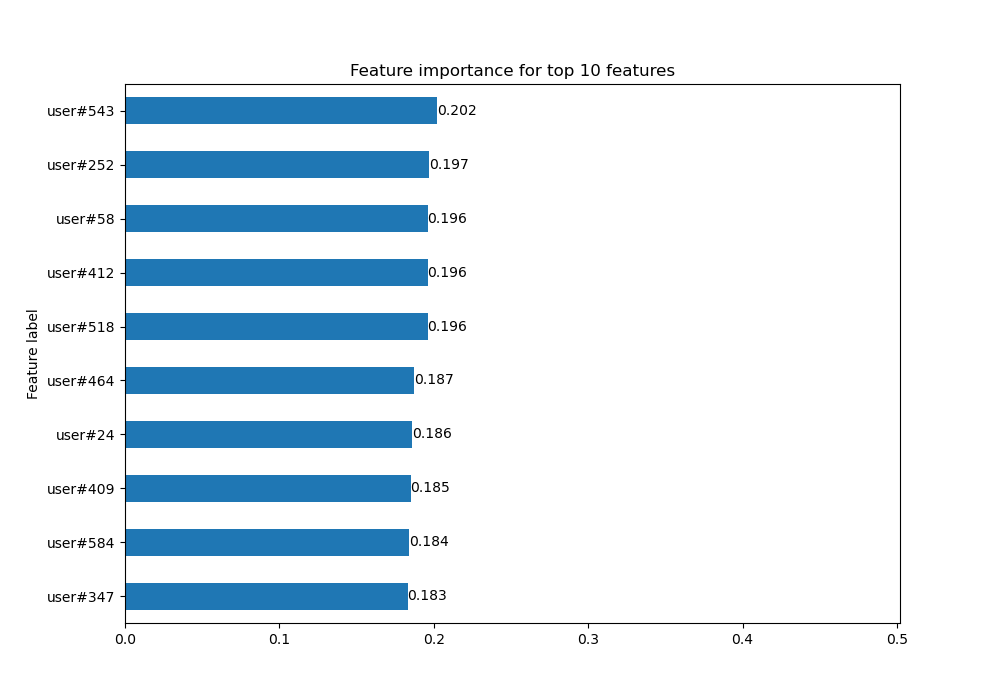 Feature importance for top 10 features
user#543 0.202
user#252 0.197
user#58 0.196
user#412 0.196
user#518 0.196
user#464 0.187
user#24 0.186
user#409 0.185
user#584 0.184
user#347 0.183
Feature label
0.0 0.1 0.2 0.3 0.4 0.5